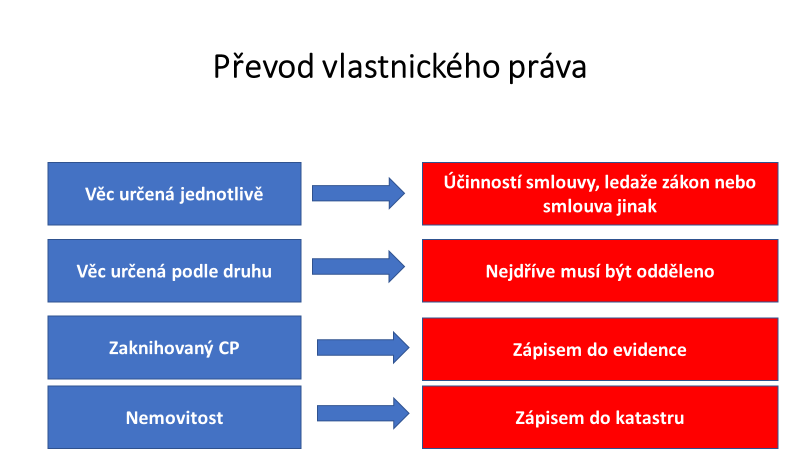 Převod vlastnického práva
Věc určená jednotlivě
Účinností smlouvy, ledaže zákon nebo
smlouva jinak
Věc určená podle druhu
Nejdříve musí být odděleno
Zaknihovaný CP
Zápisem do evidence
Nemovitost
Zápisem do katastru